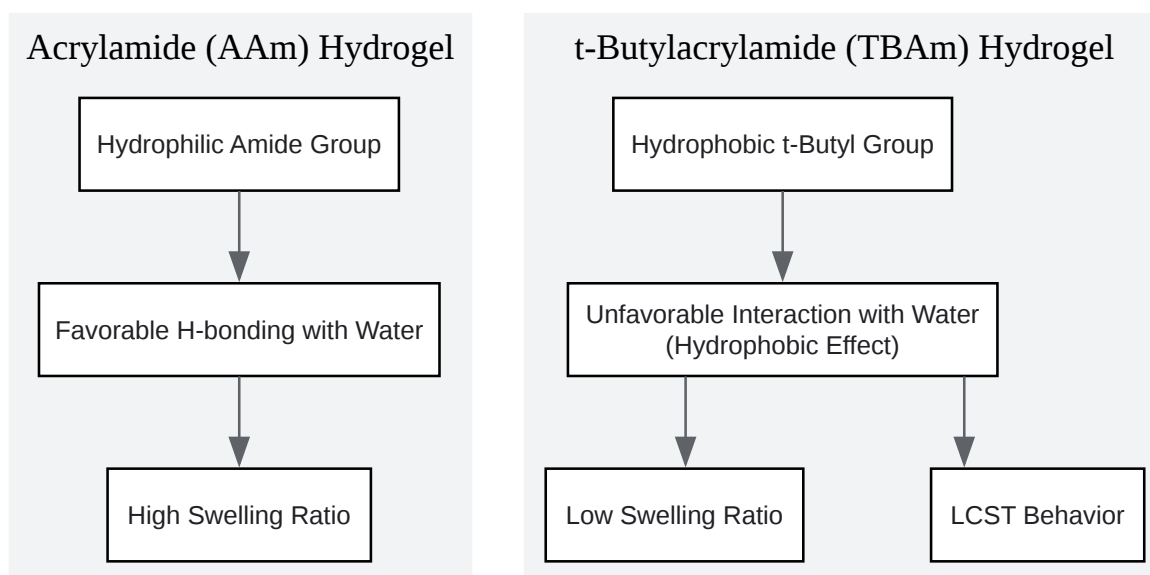 Acrylamide (AAm) Hydrogel
Hydrophilic Amide Group
Favorable H-bonding with Water
High Swelling Ratio
t-Butylacrylamide (TBAm) Hydrogel
Hydrophobic t-Butyl Group
Unfavorable Interaction with Water
(Hydrophobic Effect)
Low Swelling Ratio
LCST Behavior